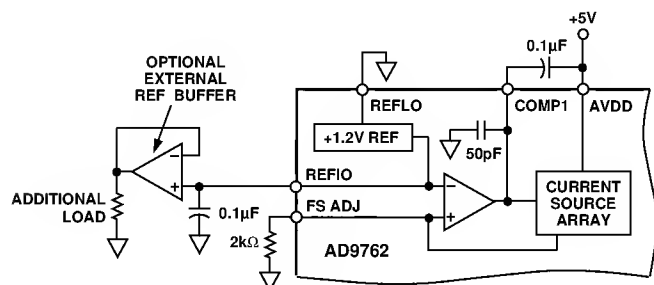 +5V
OPTIONAL
EXTERNAL
REF BUFFER
0.1µF
REFLO
COMP1
AVDD
+1.2V REF
50pF
−
+
REFIO
ADDITIONAL
LOAD
0.1µF
FS ADJ
2kΩ
−
+
CURRENT
SOURCE
ARRAY
AD9762